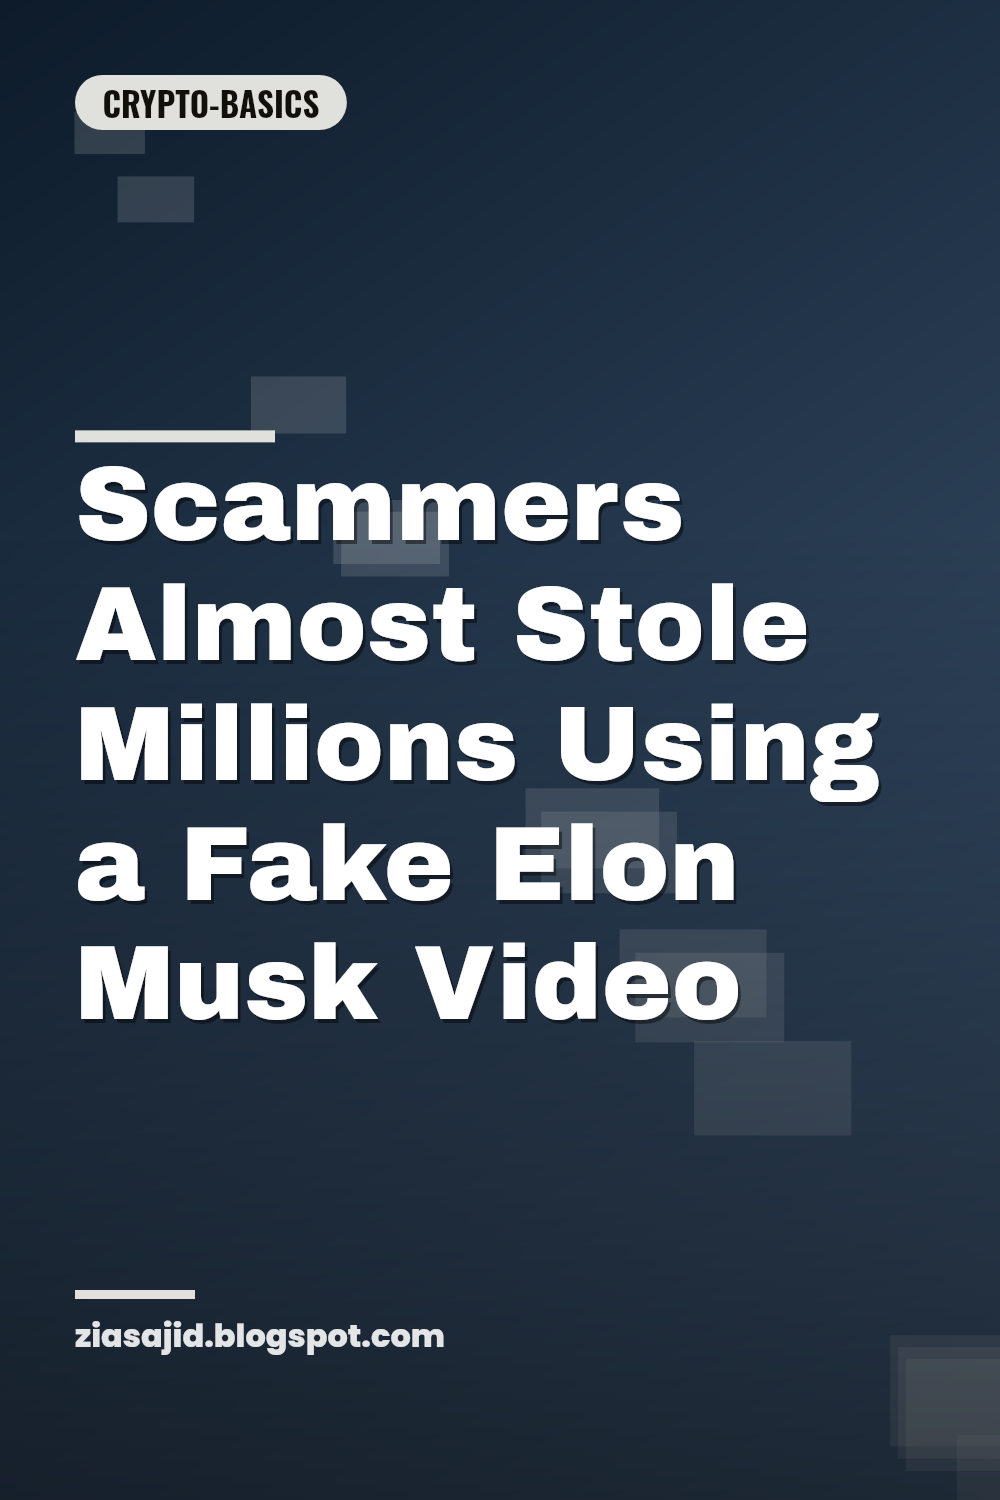 CRYPTO-BASICS
Scammers
Almost Stole
Millions Using
a Fake Elon
Musk Video
ziasajid.blogspot.com